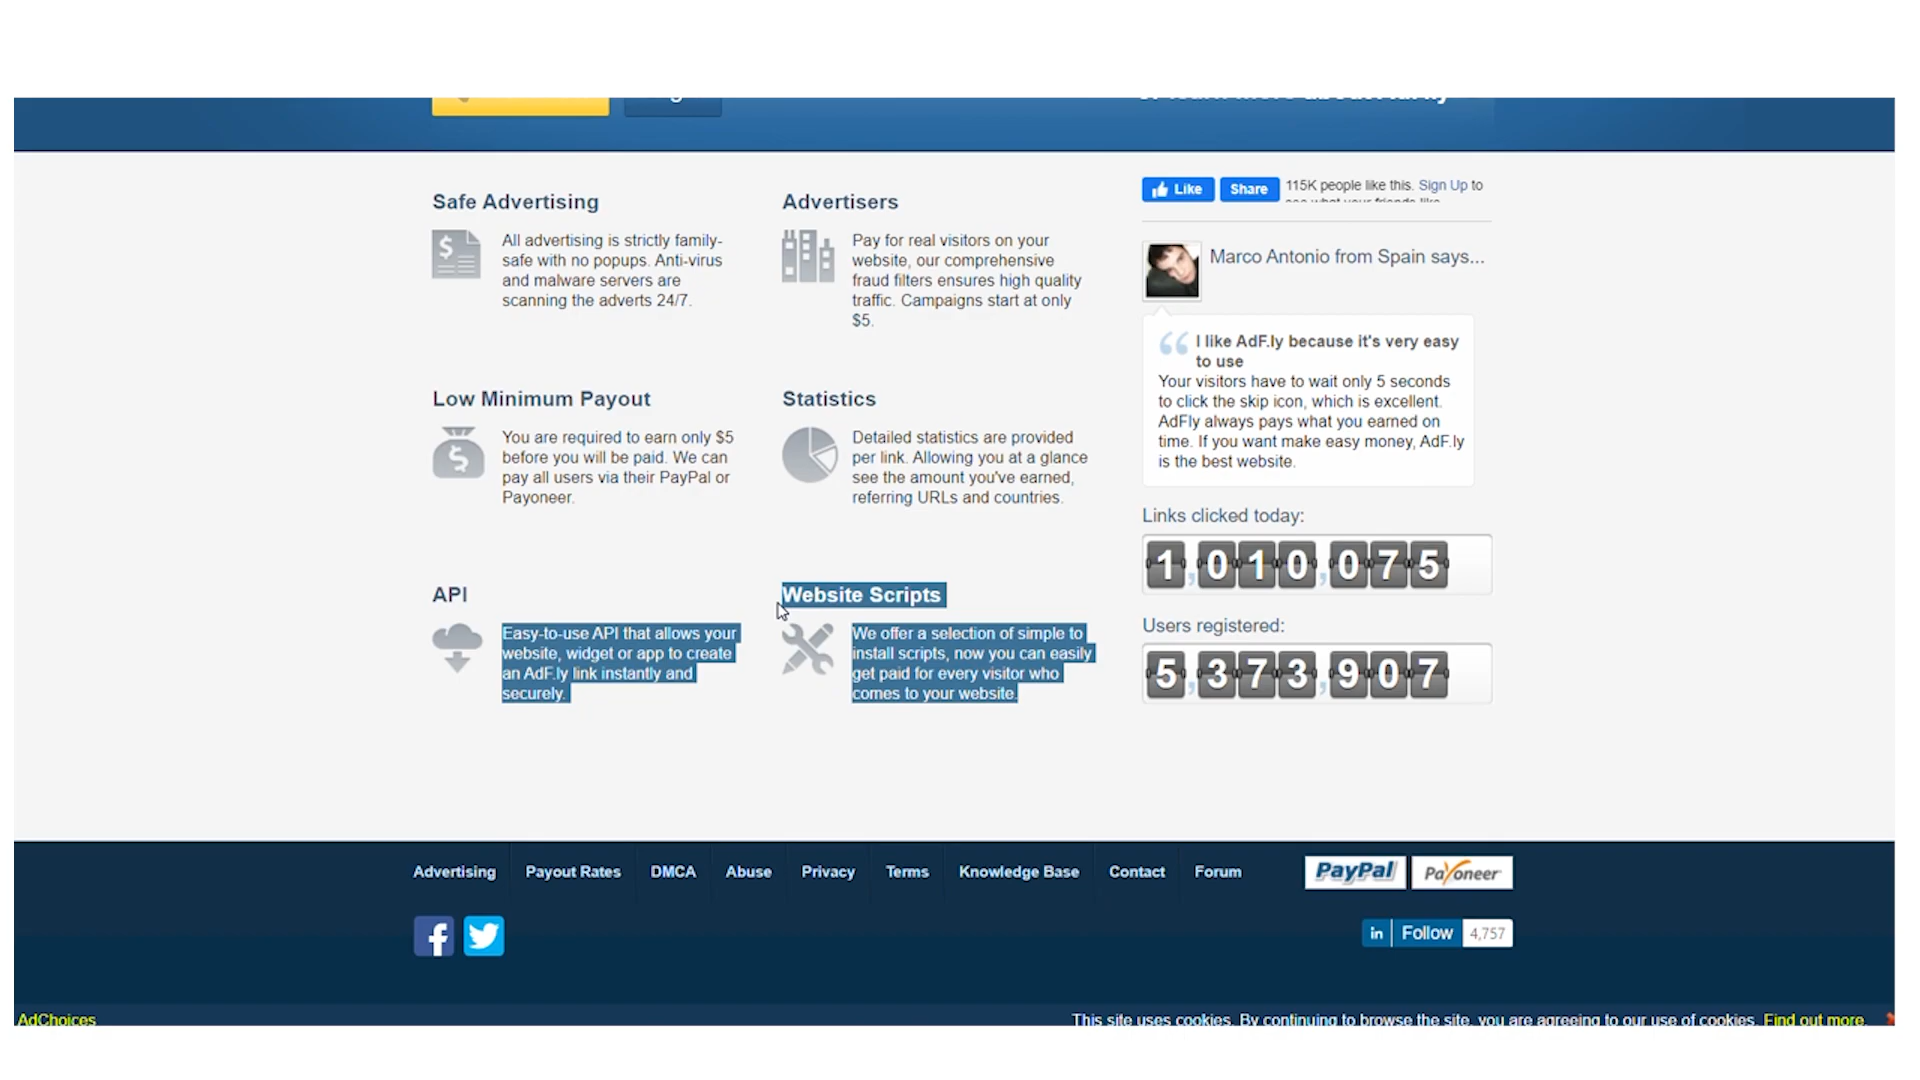 Safe Advertising
All advertising is strictly family-
safe with no popups. Anti-virus
and malware servers are
scanning the adverts 24/7.
Advertisers
Pay for real visitors on your
website, our comprehensive
fraud filters ensures high quality
traffic. Campaigns start at only
$5.
Low Minimum Payout
You are required to earn only $5
before you will be paid. We can
pay all users via their PayPal or
Payoneer.
Statistics
Detailed statistics are provided
per link. Allowing you at a glance
see the amount you've earned,
referring URLs and countries.
API
Easy-to-use API that allows your
website, widget or app to create
an AdF.ly link instantly and
securely.
Website Scripts
We offer a selection of simple to
install scripts, now you can easily
get paid for every visitor who
comes to your website.
Like Share 115K people like this. Sign Up to
see what your friends like.
Marco Antonio from Spain says...
I like AdF.ly because it's very easy
to use
Your visitors have to wait only 5 seconds
to click the skip icon, which is excellent.
AdFly always pays what you earned on
time. If you want make easy money, AdF.ly
is the best website.
Links clicked today:
1,010,075
Users registered:
5,373,907
Advertising Payout Rates DMCA Abuse Privacy Terms Knowledge Base Contact Forum PayPal Payoneer
in Follow 4,757
AdChoices
This site uses cookies. By continuing to browse the site, you are agreeing to our use of cookies. Find out more.